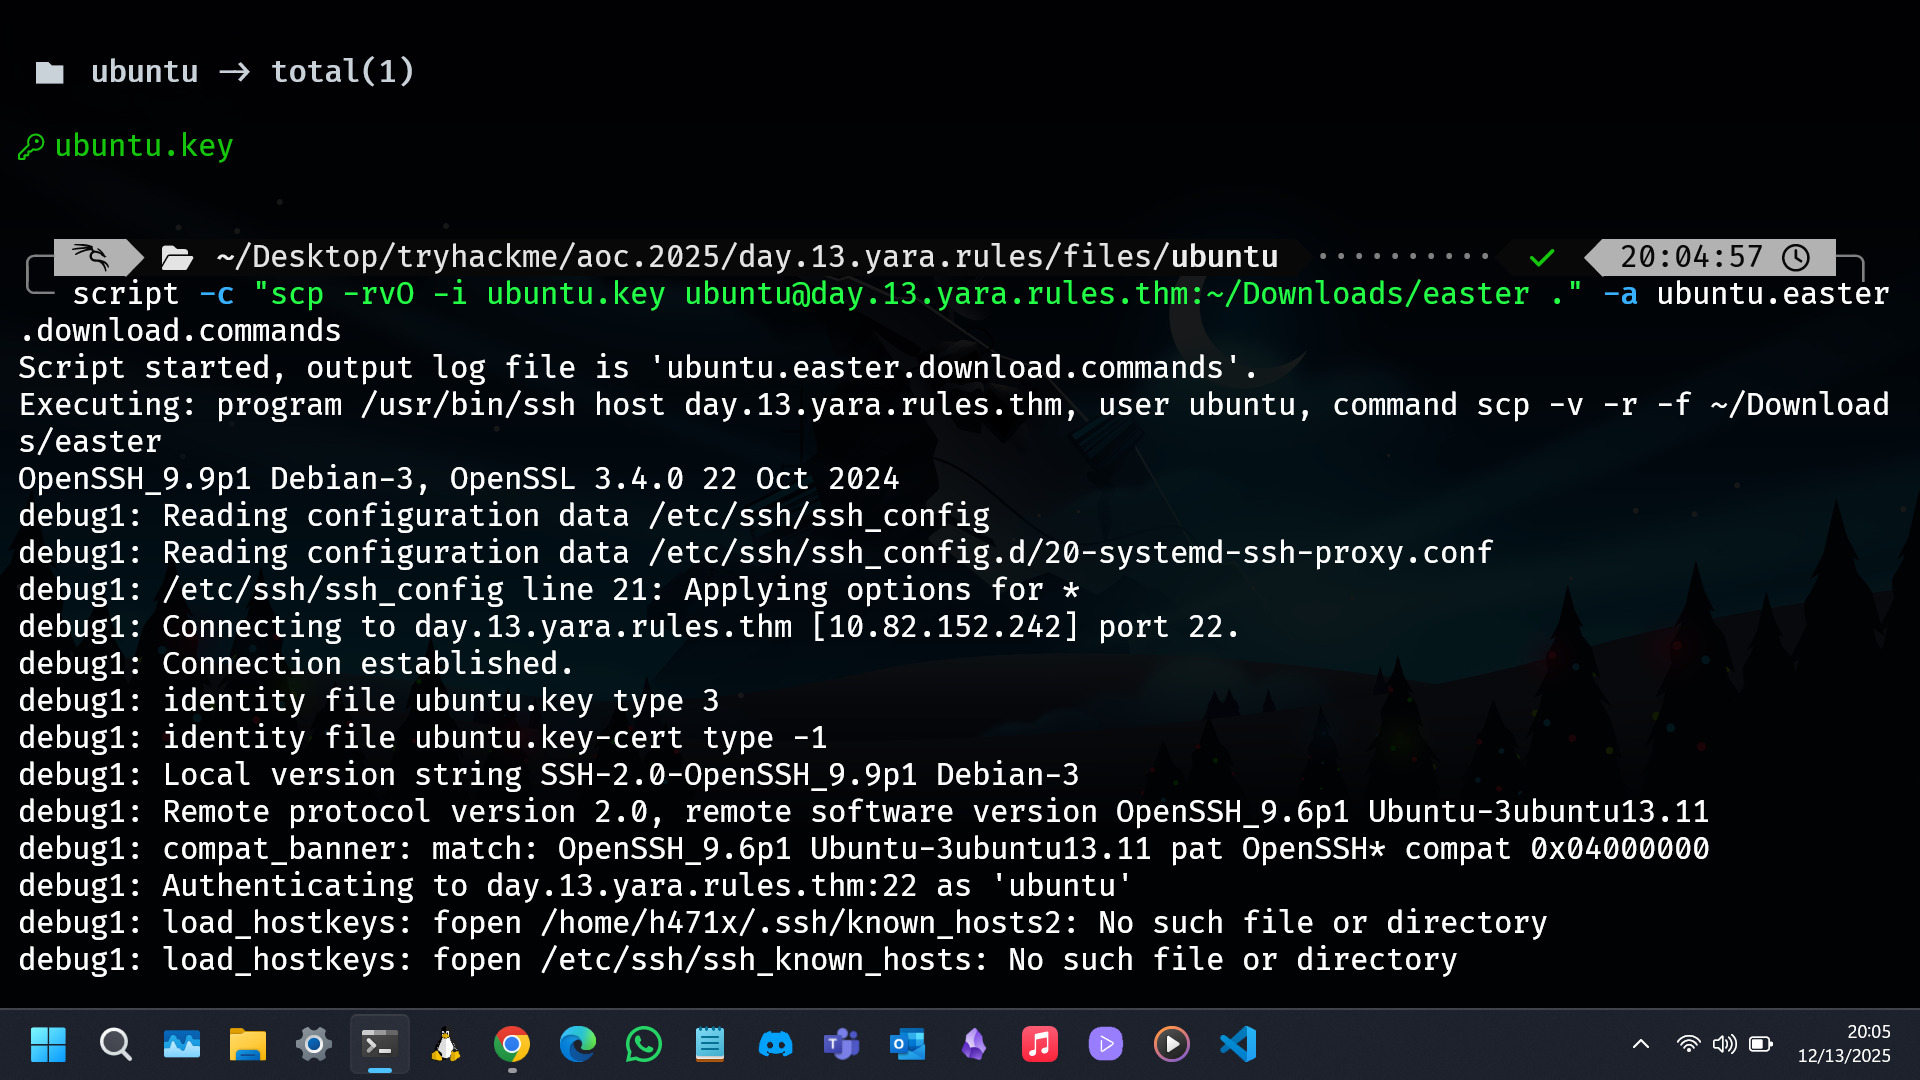 ubuntu → total(1)
ubuntu.key
~/Desktop/tryhackme/aoc.2025/day.13.yara.rules/files/ubuntu ·········· ✓ 20:04:57
script -c "scp -rvO -i ubuntu.key ubuntu@day.13.yara.rules.thm:~/Downloads/easter ." -a ubuntu.easter
.download.commands
Script started, output log file is 'ubuntu.easter.download.commands'.
Executing: program /usr/bin/ssh host day.13.yara.rules.thm, user ubuntu, command scp -v -r -f ~/Download
s/easter
OpenSSH_9.9p1 Debian-3, OpenSSL 3.4.0 22 Oct 2024
debug1: Reading configuration data /etc/ssh/ssh_config
debug1: Reading configuration data /etc/ssh/ssh_config.d/20-systemd-ssh-proxy.conf
debug1: /etc/ssh/ssh_config line 21: Applying options for *
debug1: Connecting to day.13.yara.rules.thm [10.82.152.242] port 22.
debug1: Connection established.
debug1: identity file ubuntu.key type 3
debug1: identity file ubuntu.key-cert type -1
debug1: Local version string SSH-2.0-OpenSSH_9.9p1 Debian-3
debug1: Remote protocol version 2.0, remote software version OpenSSH_9.6p1 Ubuntu-3ubuntu13.11
debug1: compat_banner: match: OpenSSH_9.6p1 Ubuntu-3ubuntu13.11 pat OpenSSH* compat 0x04000000
debug1: Authenticating to day.13.yara.rules.thm:22 as 'ubuntu'
debug1: load_hostkeys: fopen /home/h471x/.ssh/known_hosts2: No such file or directory
debug1: load_hostkeys: fopen /etc/ssh/ssh_known_hosts: No such file or directory
20:05
12/13/2025